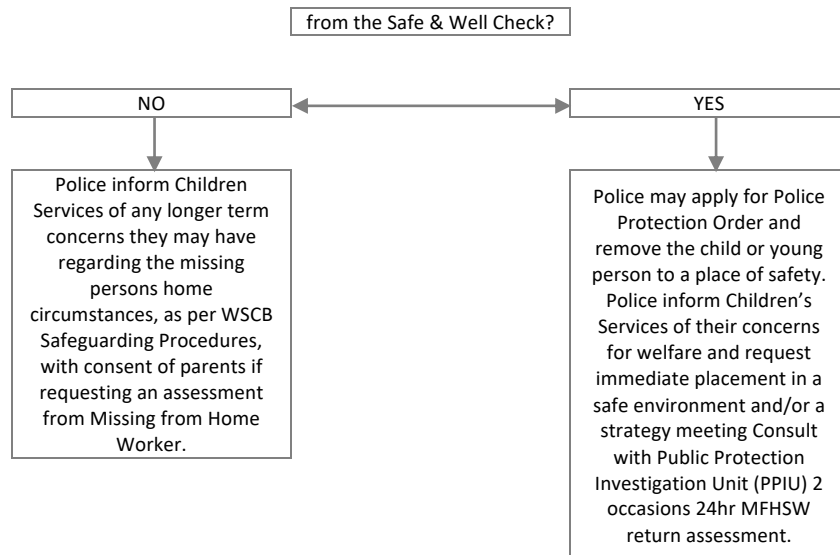 from the Safe & Well Check?
NO
YES
Police inform Children
Services of any longer term
concerns they may have
regarding the missing
persons home
circumstances, as per WSCB
Safeguarding Procedures,
with consent of parents if
requesting an assessment
from Missing from Home
Worker.
Police may apply for Police
Protection Order and
remove the child or young
person to a place of safety.
Police inform Children’s
Services of their concerns
for welfare and request
immediate placement in a
safe environment and/or a
strategy meeting Consult
with Public Protection
Investigation Unit (PPIU) 2
occasions 24hr MFHSW
return assessment.